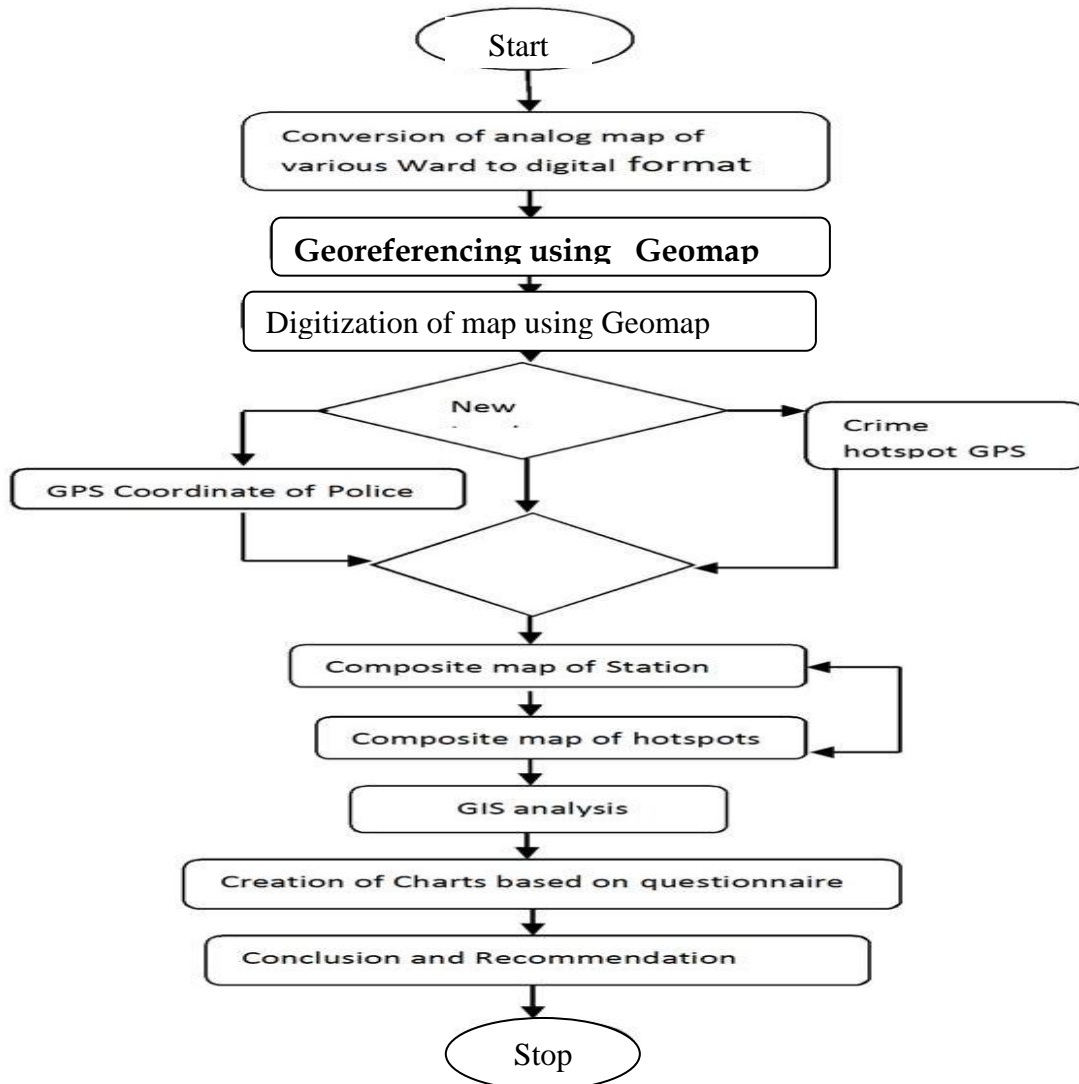 Start
Conversion of analog map of
various Ward to digital format
Georeferencing using Geomap
Digitization of map using Geomap
New
Crime
hotspot GPS
GPS Coordinate of Police
Composite map of Station
Composite map of hotspots
GIS analysis
Creation of Charts based on questionnaire
Conclusion and Recommendation
Stop